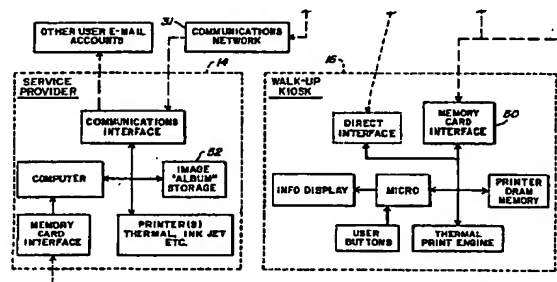 OTHER USER E-MAIL
ACCOUNTS
31
COMMUNICATIONS
NETWORK
14
SERVICE
PROVIDER
COMMUNICATIONS
INTERFACE
COMPUTER
52
IMAGE
"ALBUM"
STORAGE
MEMORY
CARD
INTERFACE
PRINTER(S)
THERMAL, INK JET
ETC.
16
WALK-UP
KIOSK
DIRECT
INTERFACE
MEMORY
CARD
INTERFACE
50
INFO DISPLAY
MICRO
PRINTER
DRAM
MEMORY
USER
BUTTONS
THERMAL
PRINT ENGINE